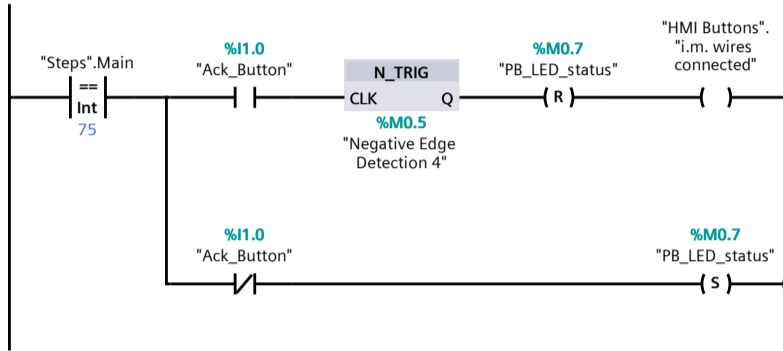 "Steps".Main
==
Int
75
%I1.0
"Ack_Button"
N_TRIG
CLK Q
%M0.5
"Negative Edge
Detection 4"
%M0.7
"PB_LED_status"
R
"HMI Buttons".
"i.m. wires
connected"
%I1.0
"Ack_Button"
%M0.7
"PB_LED_status"
S